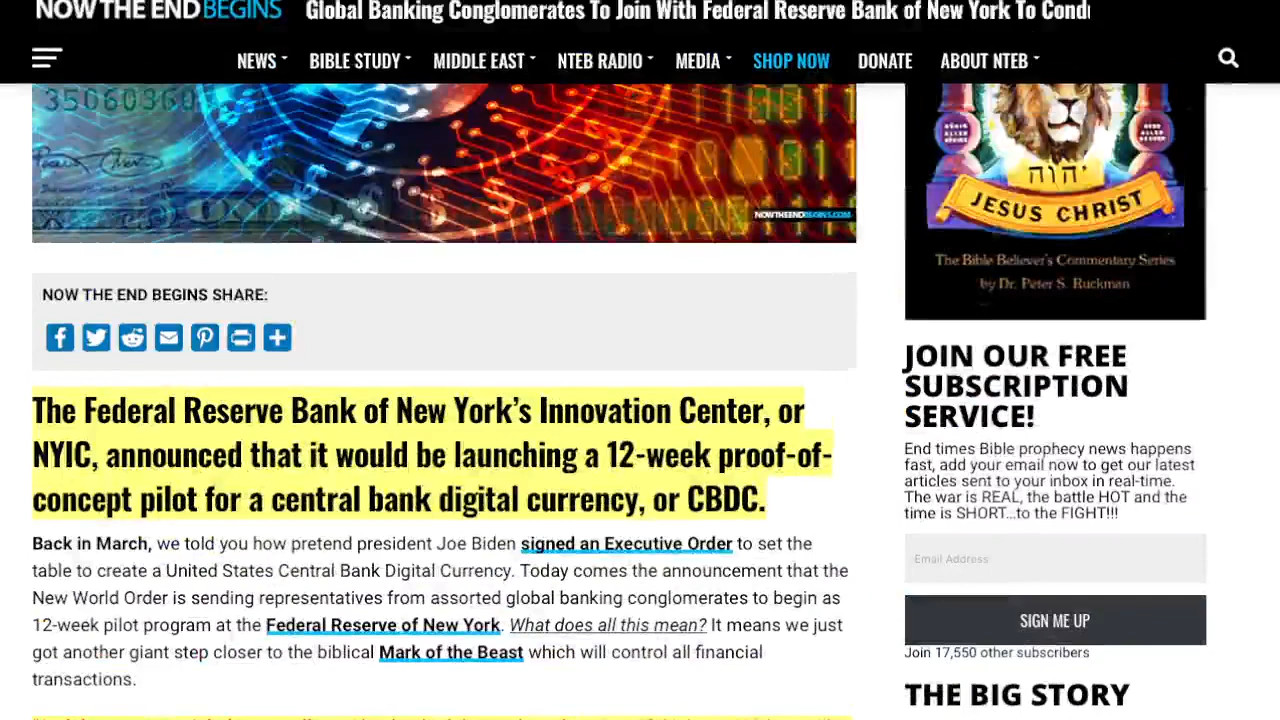 NOW THE END BEGINS
Global Banking Conglomerates To Join With Federal Reserve Bank of New York To Cond
NEWS
BIBLE STUDY
MIDDLE EAST
NTEB RADIO
MEDIA
SHOP NOW
DONATE
ABOUT NTEB
35060360
NOWTHEENDBEGINS.COM
יהוה
JESUS CHRIST
The Bible Believer's Commentary Series
by Dr. Peter S. Ruckman
NOW THE END BEGINS SHARE:
The Federal Reserve Bank of New York’s Innovation Center, or
NYIC, announced that it would be launching a 12-week proof-of-
concept pilot for a central bank digital currency, or CBDC.
Back in March, we told you how pretend president Joe Biden signed an Executive Order to set the
table to create a United States Central Bank Digital Currency. Today comes the announcement that the
New World Order is sending representatives from assorted global banking conglomerates to begin as
12-week pilot program at the Federal Reserve of New York. What does all this mean? It means we just
got another giant step closer to the biblical Mark of the Beast which will control all financial
transactions.
JOIN OUR FREE
SUBSCRIPTION
SERVICE!
End times Bible prophecy news happens
fast, add your email now to get our latest
articles sent to your inbox in real-time.
The war is REAL, the battle HOT and the
time is SHORT...to the FIGHT!!!
Email Address
SIGN ME UP
Join 17,550 other subscribers
THE BIG STORY